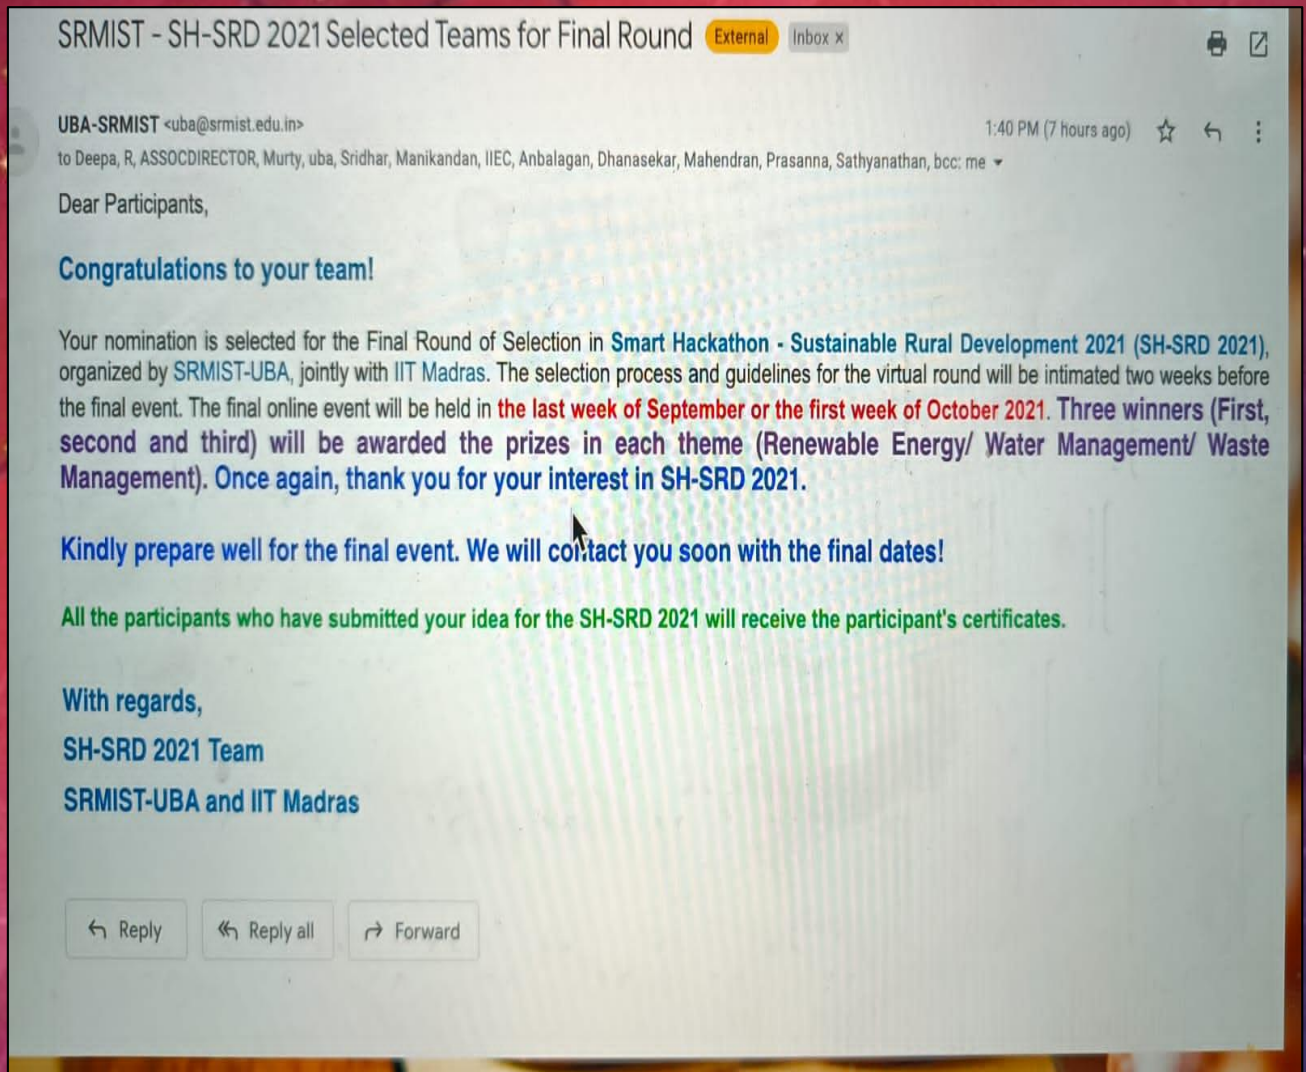 SRMIST - SH-SRD 2021 Selected Teams for Final Round External Inbox x
UBA-SRMIST <uba@srmist.edu.in> 1:40 PM (7 hours ago)
to Deepa, R, ASSOCDIRECTOR, Murty, uba, Sridhar, Manikandan, IIEC, Anbalagan, Dhanasekar, Mahendran, Prasanna, Sathyanathan, bcc: me
Dear Participants,
Congratulations to your team!
Your nomination is selected for the Final Round of Selection in Smart Hackathon - Sustainable Rural Development 2021 (SH-SRD 2021),
organized by SRMIST-UBA, jointly with IIT Madras. The selection process and guidelines for the virtual round will be intimated two weeks before
the final event. The final online event will be held in the last week of September or the first week of October 2021. Three winners (First,
second and third) will be awarded the prizes in each theme (Renewable Energy/ Water Management/ Waste
Management). Once again, thank you for your interest in SH-SRD 2021.
Kindly prepare well for the final event. We will contact you soon with the final dates!
All the participants who have submitted your idea for the SH-SRD 2021 will receive the participant's certificates.
With regards,
SH-SRD 2021 Team
SRMIST-UBA and IIT Madras
Reply Reply all Forward